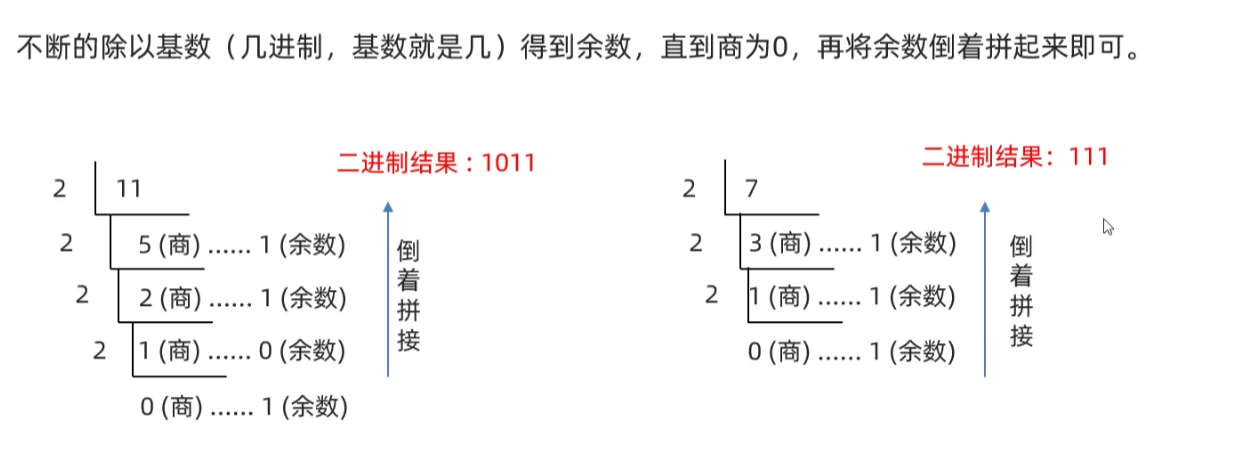 不断的除以基数（几进制，基数就是几）得到余数，直到商为0，再将余数倒着拼起来即可。
二进制结果：1011
2 11
2 5 (商) ...... 1 (余数)
2 2 (商) ...... 1 (余数)
2 1 (商) ...... 0 (余数)
0 (商) ...... 1 (余数)
倒着拼接
二进制结果：111
2 7
2 3 (商) ...... 1 (余数)
2 1 (商) ...... 1 (余数)
0 (商) ...... 1 (余数)
倒着拼接